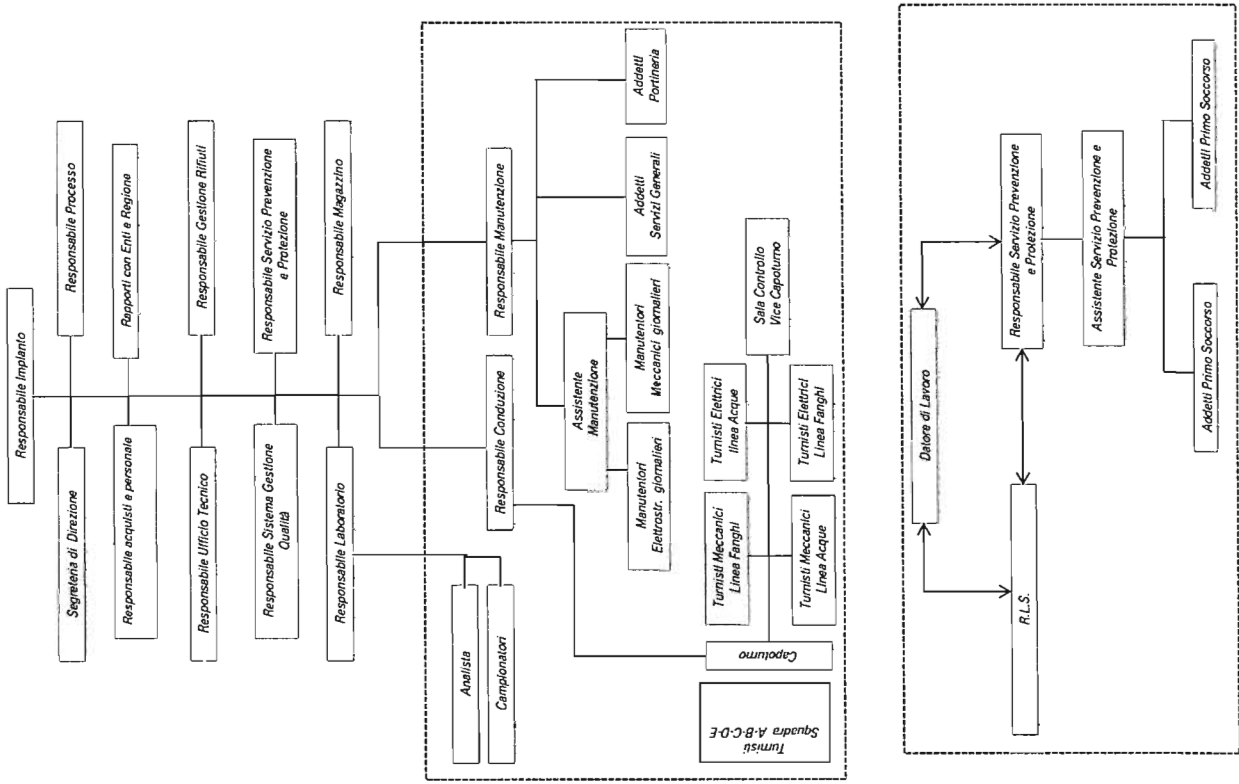 Responsabile Impianto
Segreteria di Direzione
Responsabile Processo
Responsabile acquisti e personale
Rapporti con Enti e Regione
Responsabile Ufficio Tecnico
Responsabile Gestione Rifiuti
Responsabile Sistema Gestione
Qualità
Responsabile Servizio Prevenzione
e Protezione
Responsabile Laboratorio
Responsabile Magazzino
Analista
Campionatori
Responsabile Conduzione
Responsabile Manutenzione
Assistente
Manutenzione
Manutentori
Elettrostr. giornalieri
Manutentori
Meccanici giornalieri
Addetti
Servizi Generali
Addetti
Portineria
Turnisti
Squadra A-B-C-D-E
Capoturno
Turnisti Meccanici
Linea Fanghi
Turnisti Elettrici
linea Acque
Turnisti Meccanici
Linea Acque
Turnisti Elettrici
Linea Fanghi
Sala Controllo
Vice Capoturno
Datore di Lavoro
R.L.S.
Responsabile Servizio Prevenzione
e Protezione
Assistente Servizio Prevenzione e
Protezione
Addetti Primo Soccorso
Addetti Primo Soccorso